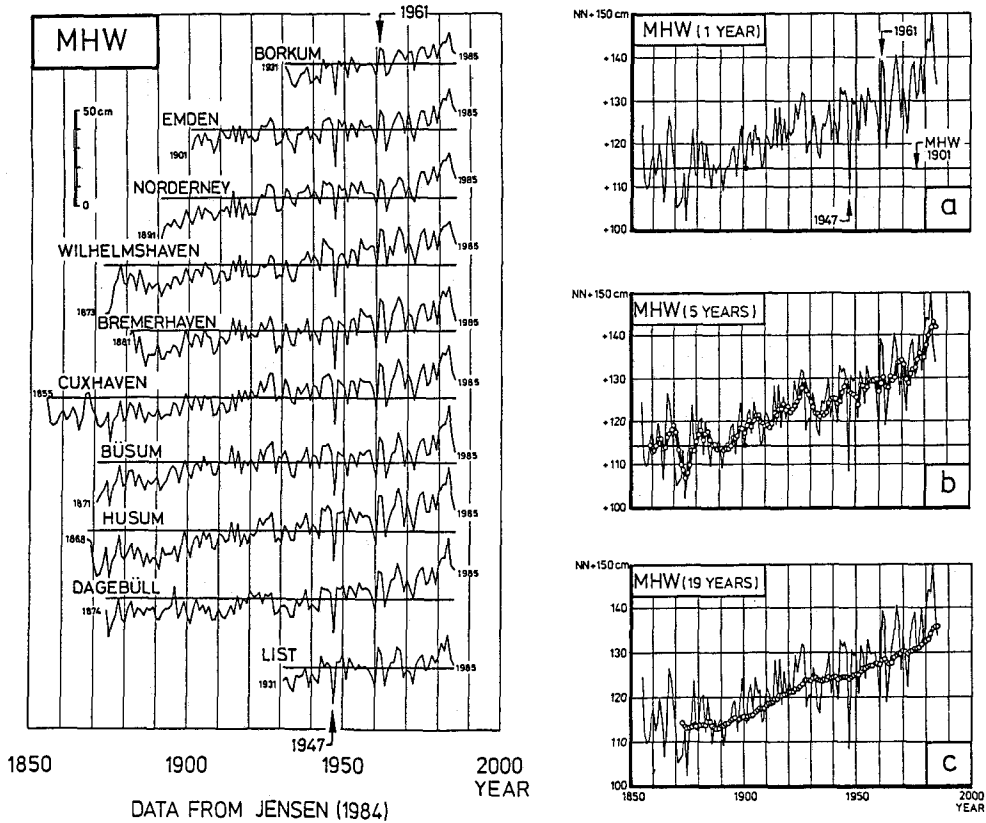 MHW
50 cm
0
1961
BORKUM
1931
1985
EMDEN
1901
1985
NORDERNEY
1891
1985
WILHELMSHAVEN
1873
1985
BREMERHAVEN
1881
1985
CUXHAVEN
1855
1985
BÜSUM
1871
1985
HUSUM
1868
1985
DAGEBÜLL
1874
1985
LIST
1931
1985
1947
1850 1900 1950 2000
YEAR
DATA FROM JENSEN (1984)
NN + 150 cm
MHW (1 YEAR)
1961
+140
+130
+120
MHW
1901
+110
a
1947
+100
NN + 150 cm
MHW (5 YEARS)
+140
+130
+120
+110
b
+100
NN + 150 cm
MHW (19 YEARS)
140
130
120
110
c
100
1850 1900 1950 2000
YEAR